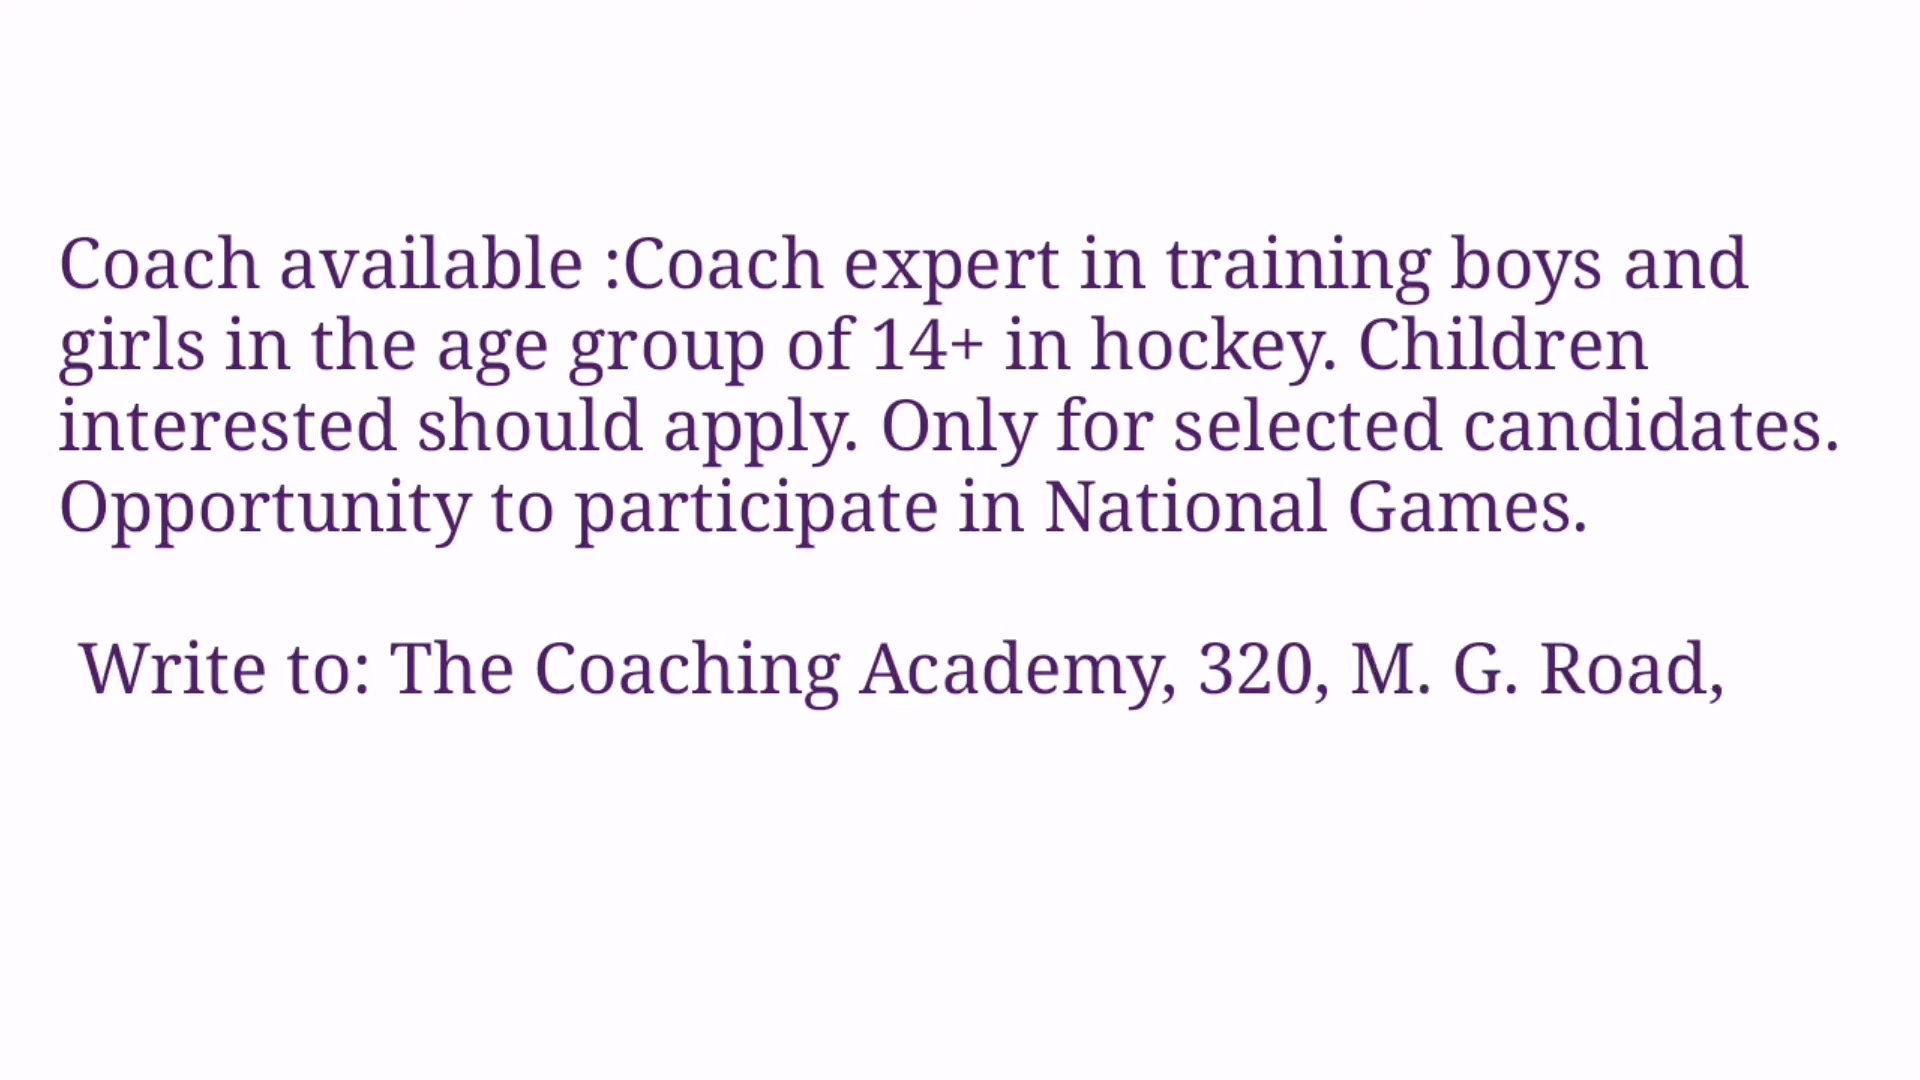 Coach available :Coach expert in training boys and
girls in the age group of 14+ in hockey. Children
interested should apply. Only for selected candidates.
Opportunity to participate in National Games.
Write to: The Coaching Academy, 320, M. G. Road,